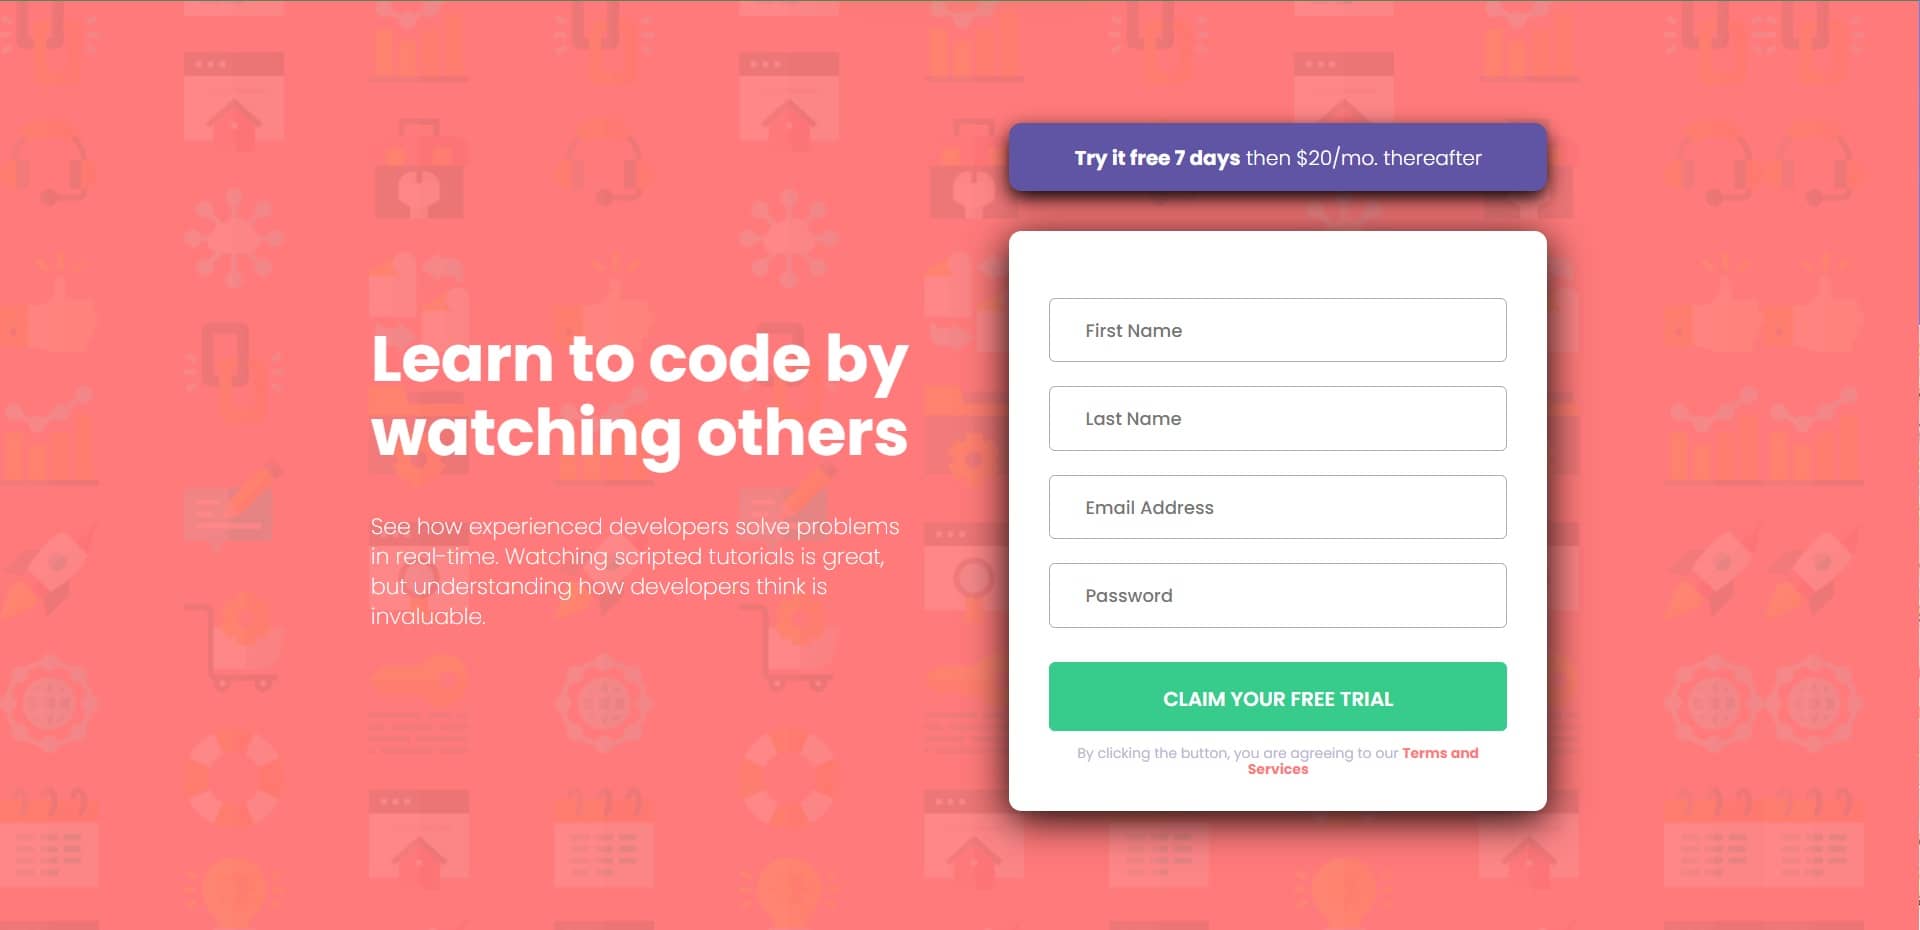 Try it free 7 days then $20/mo. thereafter
Learn to code by
watching others
See how experienced developers solve problems
in real-time. Watching scripted tutorials is great,
but understanding how developers think is
invaluable.
First Name
Last Name
Email Address
Password
CLAIM YOUR FREE TRIAL
By clicking the button, you are agreeing to our Terms and
Services